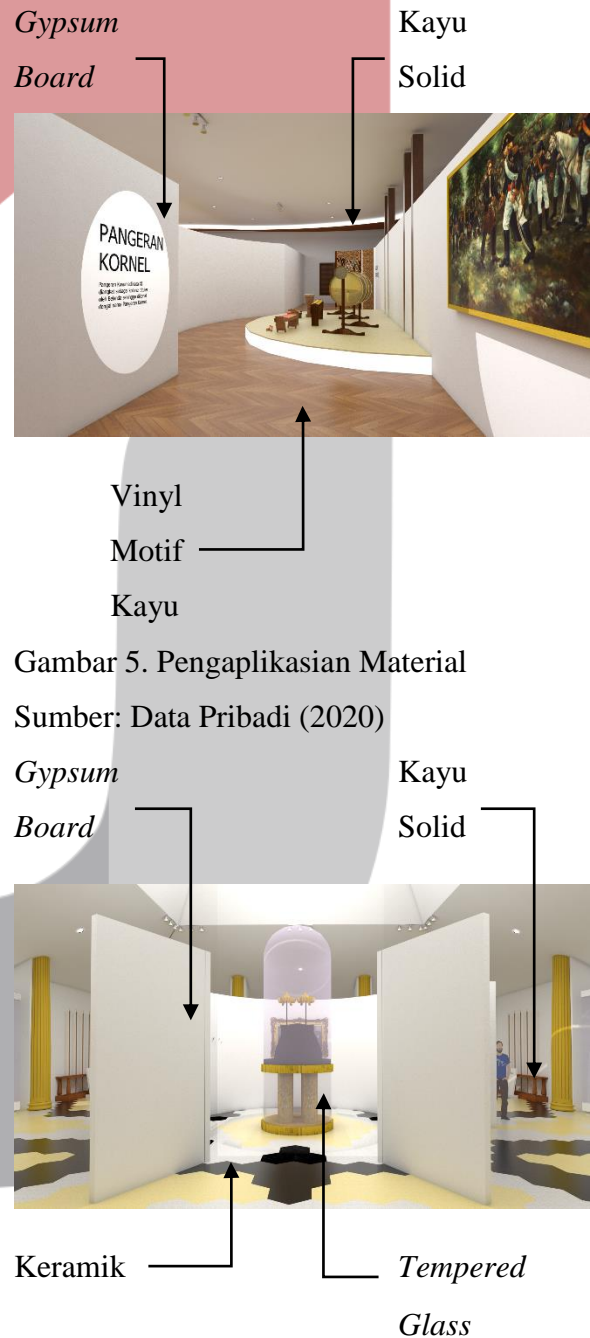 Gypsum
Board
Kayu
Solid
PANGERAN
KORNEL
Vinyl
Motif
Kayu
Gambar 5. Pengaplikasian Material
Sumber: Data Pribadi (2020)
Gypsum
Board
Kayu
Solid
Keramik
Tempered
Glass